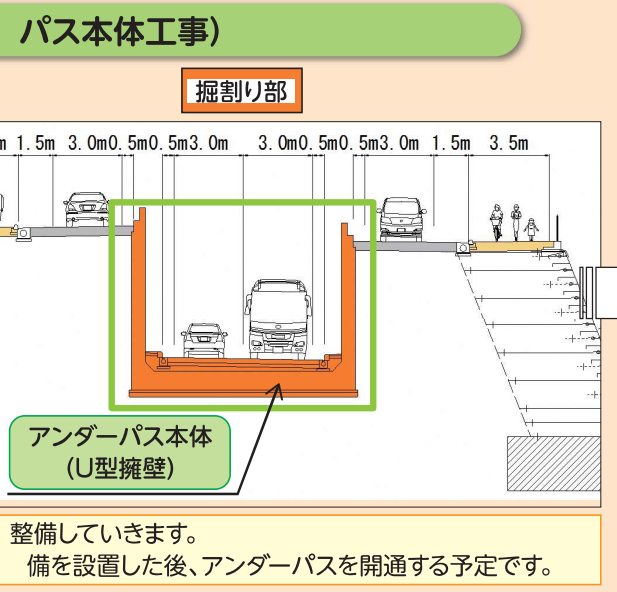 パス本体工事）
掘割り部
m 1.5m 3.0m0.5m0.5m3.0m 3.0m0.5m0.5m3.0m 1.5m 3.5m
アンダーパス本体
(U型擁壁)
整備していきます。
備を設置した後、アンダーパスを開通する予定です。